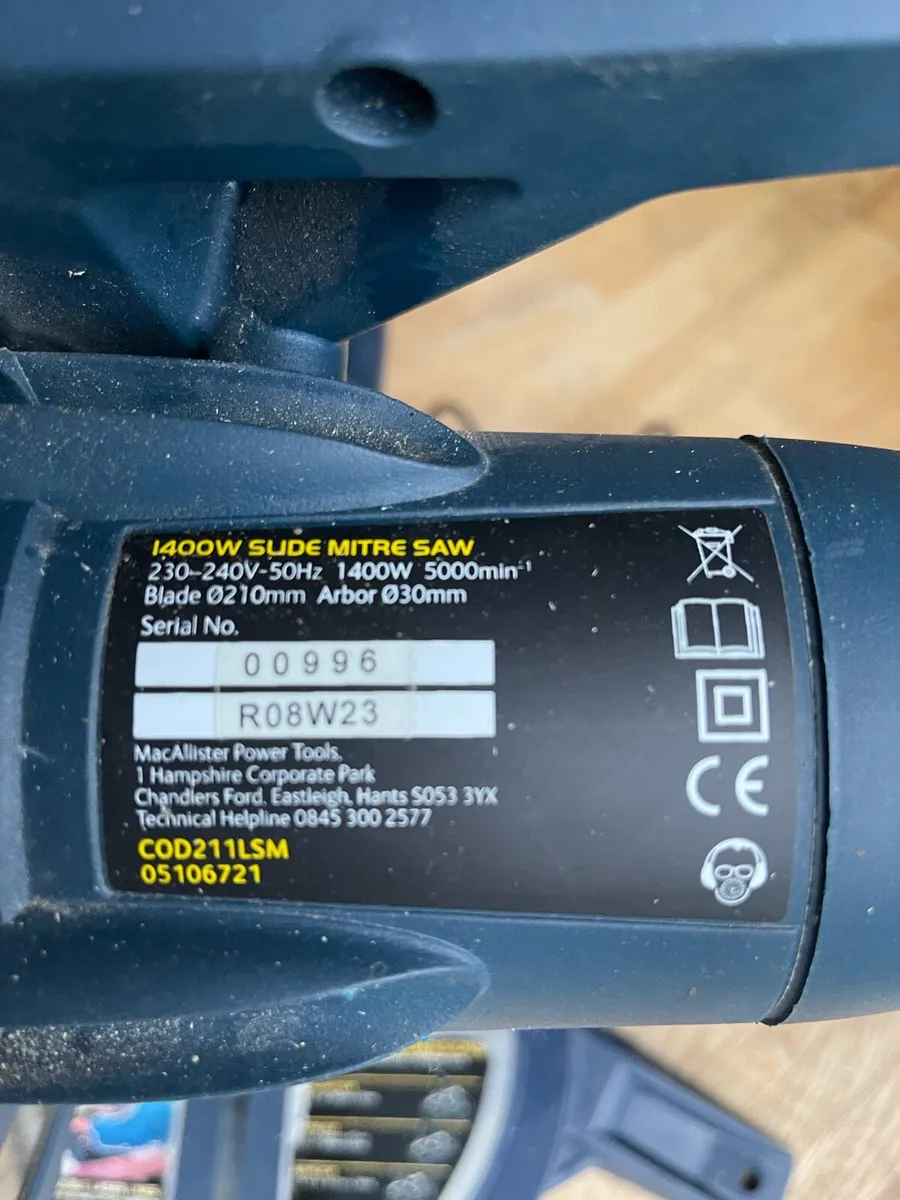 1400W SLIDE MITRE SAW
230-240V-50Hz 1400W 5000min⁻¹
Blade Ø210mm Arbor Ø30mm
Serial No.
00996
R08W23
MacAllister Power Tools.
1 Hampshire Corporate Park
Chandlers Ford. Eastleigh, Hants S053 3YX
Technical Helpline 0845 300 2577
COD211LSM
05106721
CE